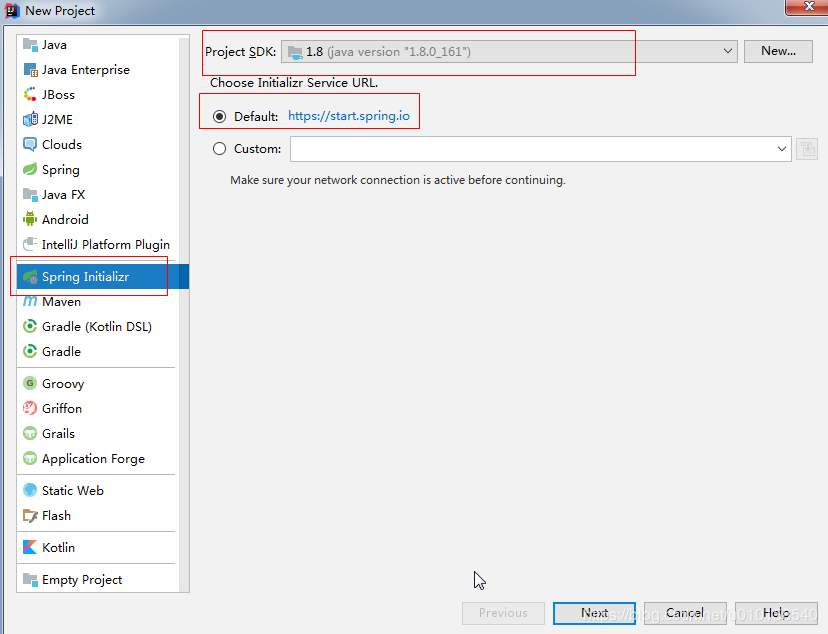 New Project
Java
Java Enterprise
JBoss
J2ME
Clouds
Spring
Java FX
Android
IntelliJ Platform Plugin
Spring Initializr
Maven
Gradle (Kotlin DSL)
Gradle
Groovy
Griffon
Grails
Application Forge
Static Web
Flash
Kotlin
Empty Project
Project SDK: 1.8 (java version "1.8.0_161") New...
Choose Initializr Service URL.
Default: https://start.spring.io
Custom:
Make sure your network connection is active before continuing.
Previous Next Cancel Help